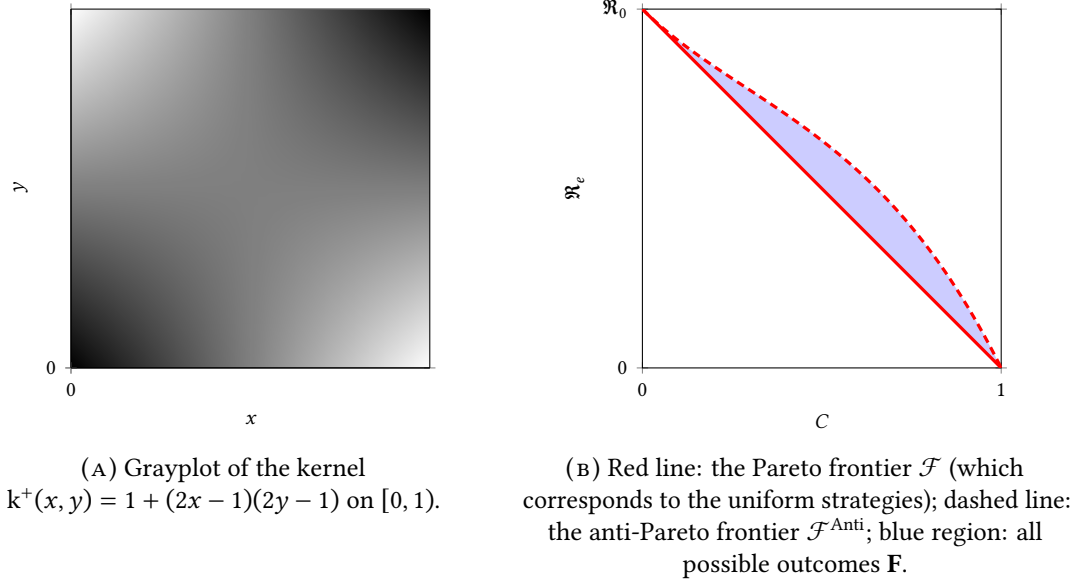 y
0
0
x
(A) Grayplot of the kernel
k⁺(x, y) = 1 + (2x − 1)(2y − 1) on [0, 1).
ℜ₀
ℜₑ
0
0
1
C
(B) Red line: the Pareto frontier ℱ (which
corresponds to the uniform strategies); dashed line:
the anti-Pareto frontier ℱᴬⁿᵗⁱ; blue region: all
possible outcomes F.